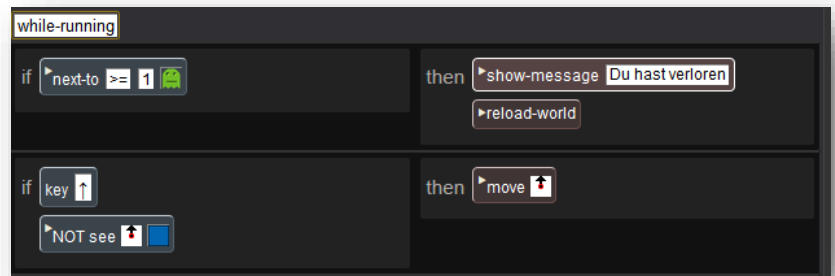 while-running
if next-to >= 1 then show-message Du hast verloren
reload-world
if key ↑ then move
NOT see